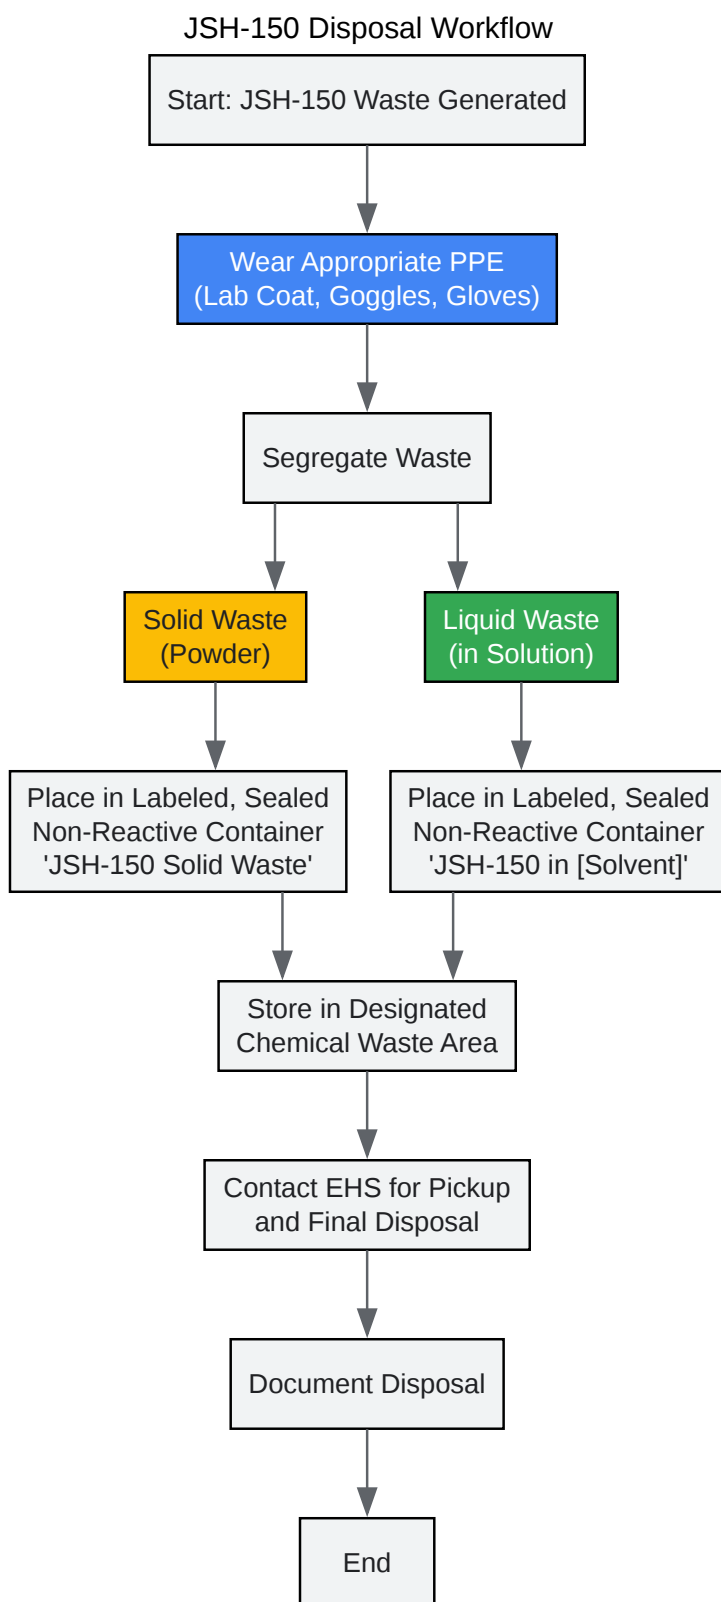 JSH-150 Disposal Workflow
Start: JSH-150 Waste Generated
Wear Appropriate PPE
(Lab Coat, Goggles, Gloves)
Segregate Waste
Solid Waste
(Powder)
Liquid Waste
(in Solution)
Place in Labeled, Sealed
Non-Reactive Container
'JSH-150 Solid Waste'
Place in Labeled, Sealed
Non-Reactive Container
'JSH-150 in [Solvent]'
Store in Designated
Chemical Waste Area
Contact EHS for Pickup
and Final Disposal
Document Disposal
End